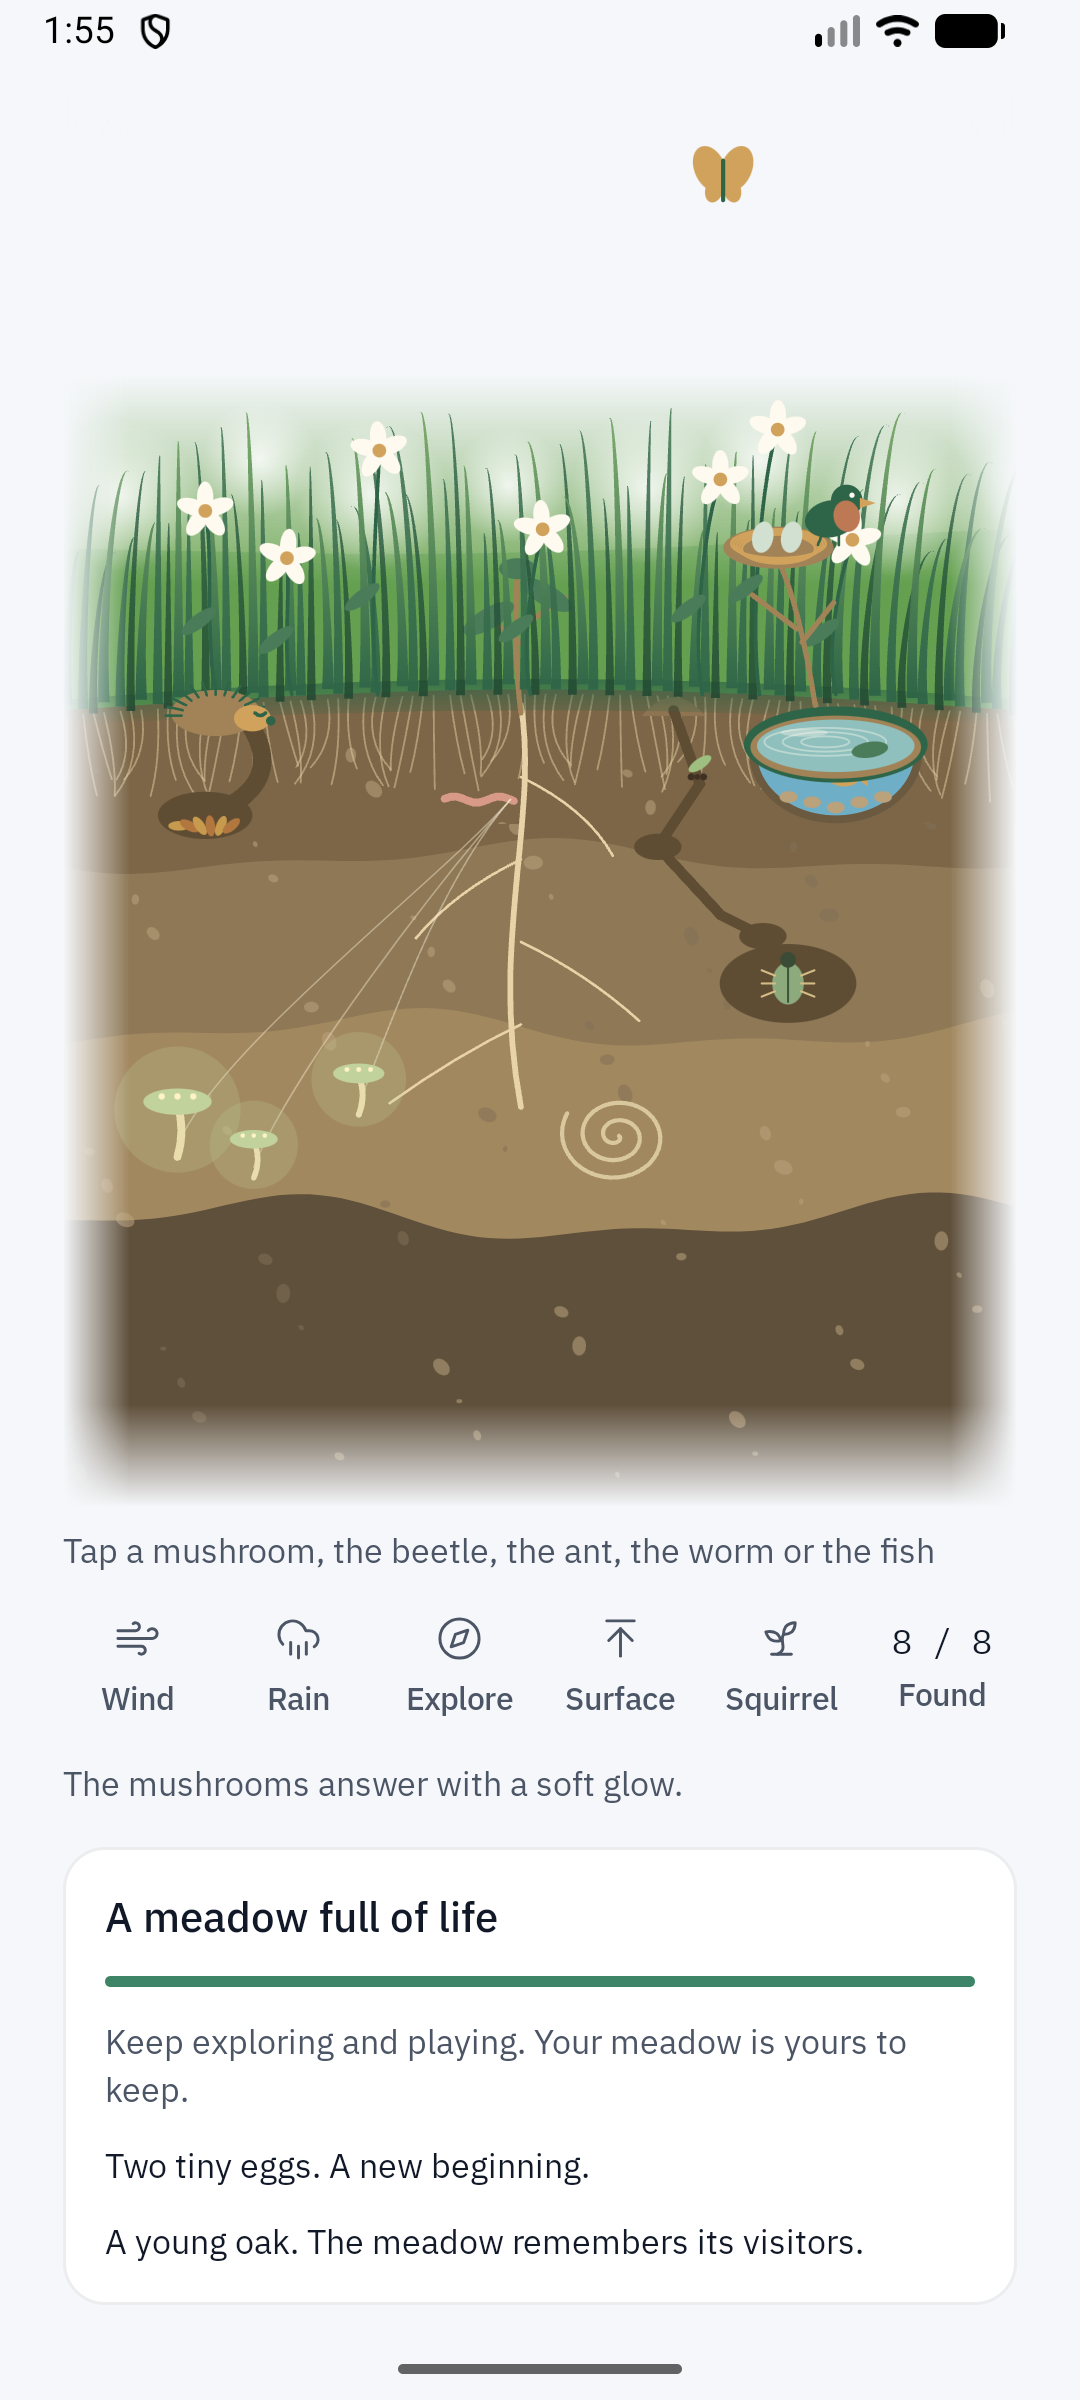 1:55
Tap a mushroom, the beetle, the ant, the worm or the fish
8 / 8
Wind
Rain
Explore
Surface
Squirrel
Found
The mushrooms answer with a soft glow.
A meadow full of life
Keep exploring and playing. Your meadow is yours to
keep.
Two tiny eggs. A new beginning.
A young oak. The meadow remembers its visitors.